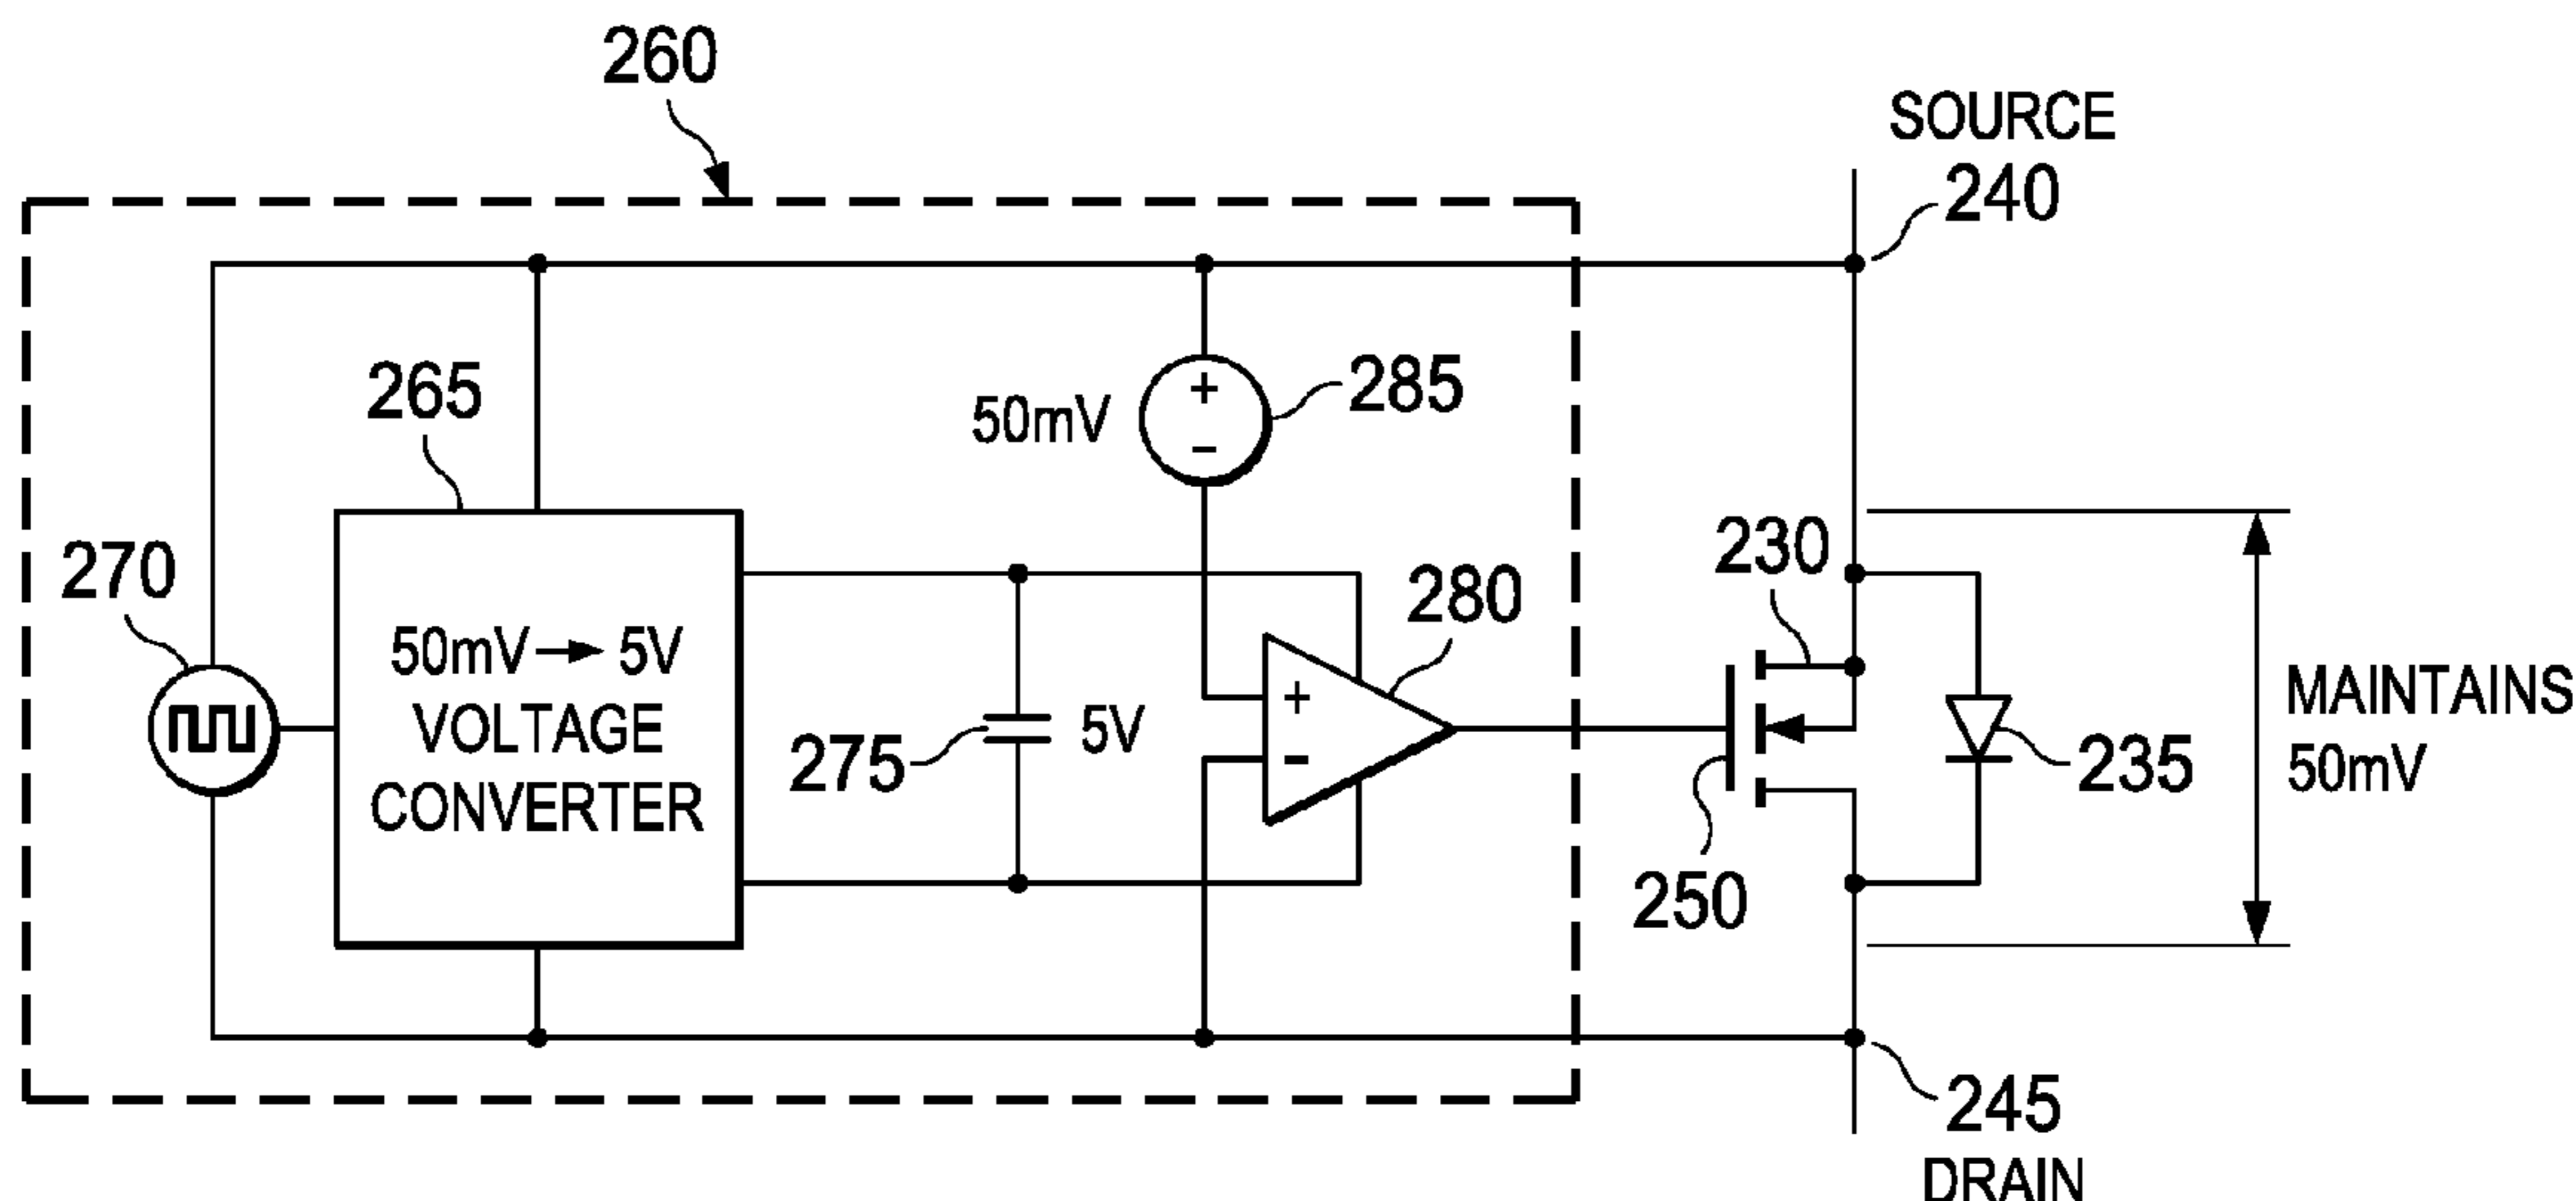 260
SOURCE
240
265
50mV
+
−
285
270
230
280
50mV → 5V
VOLTAGE
CONVERTER
275
5V
+
-
250
235
MAINTAINS
50mV
245
DRAIN